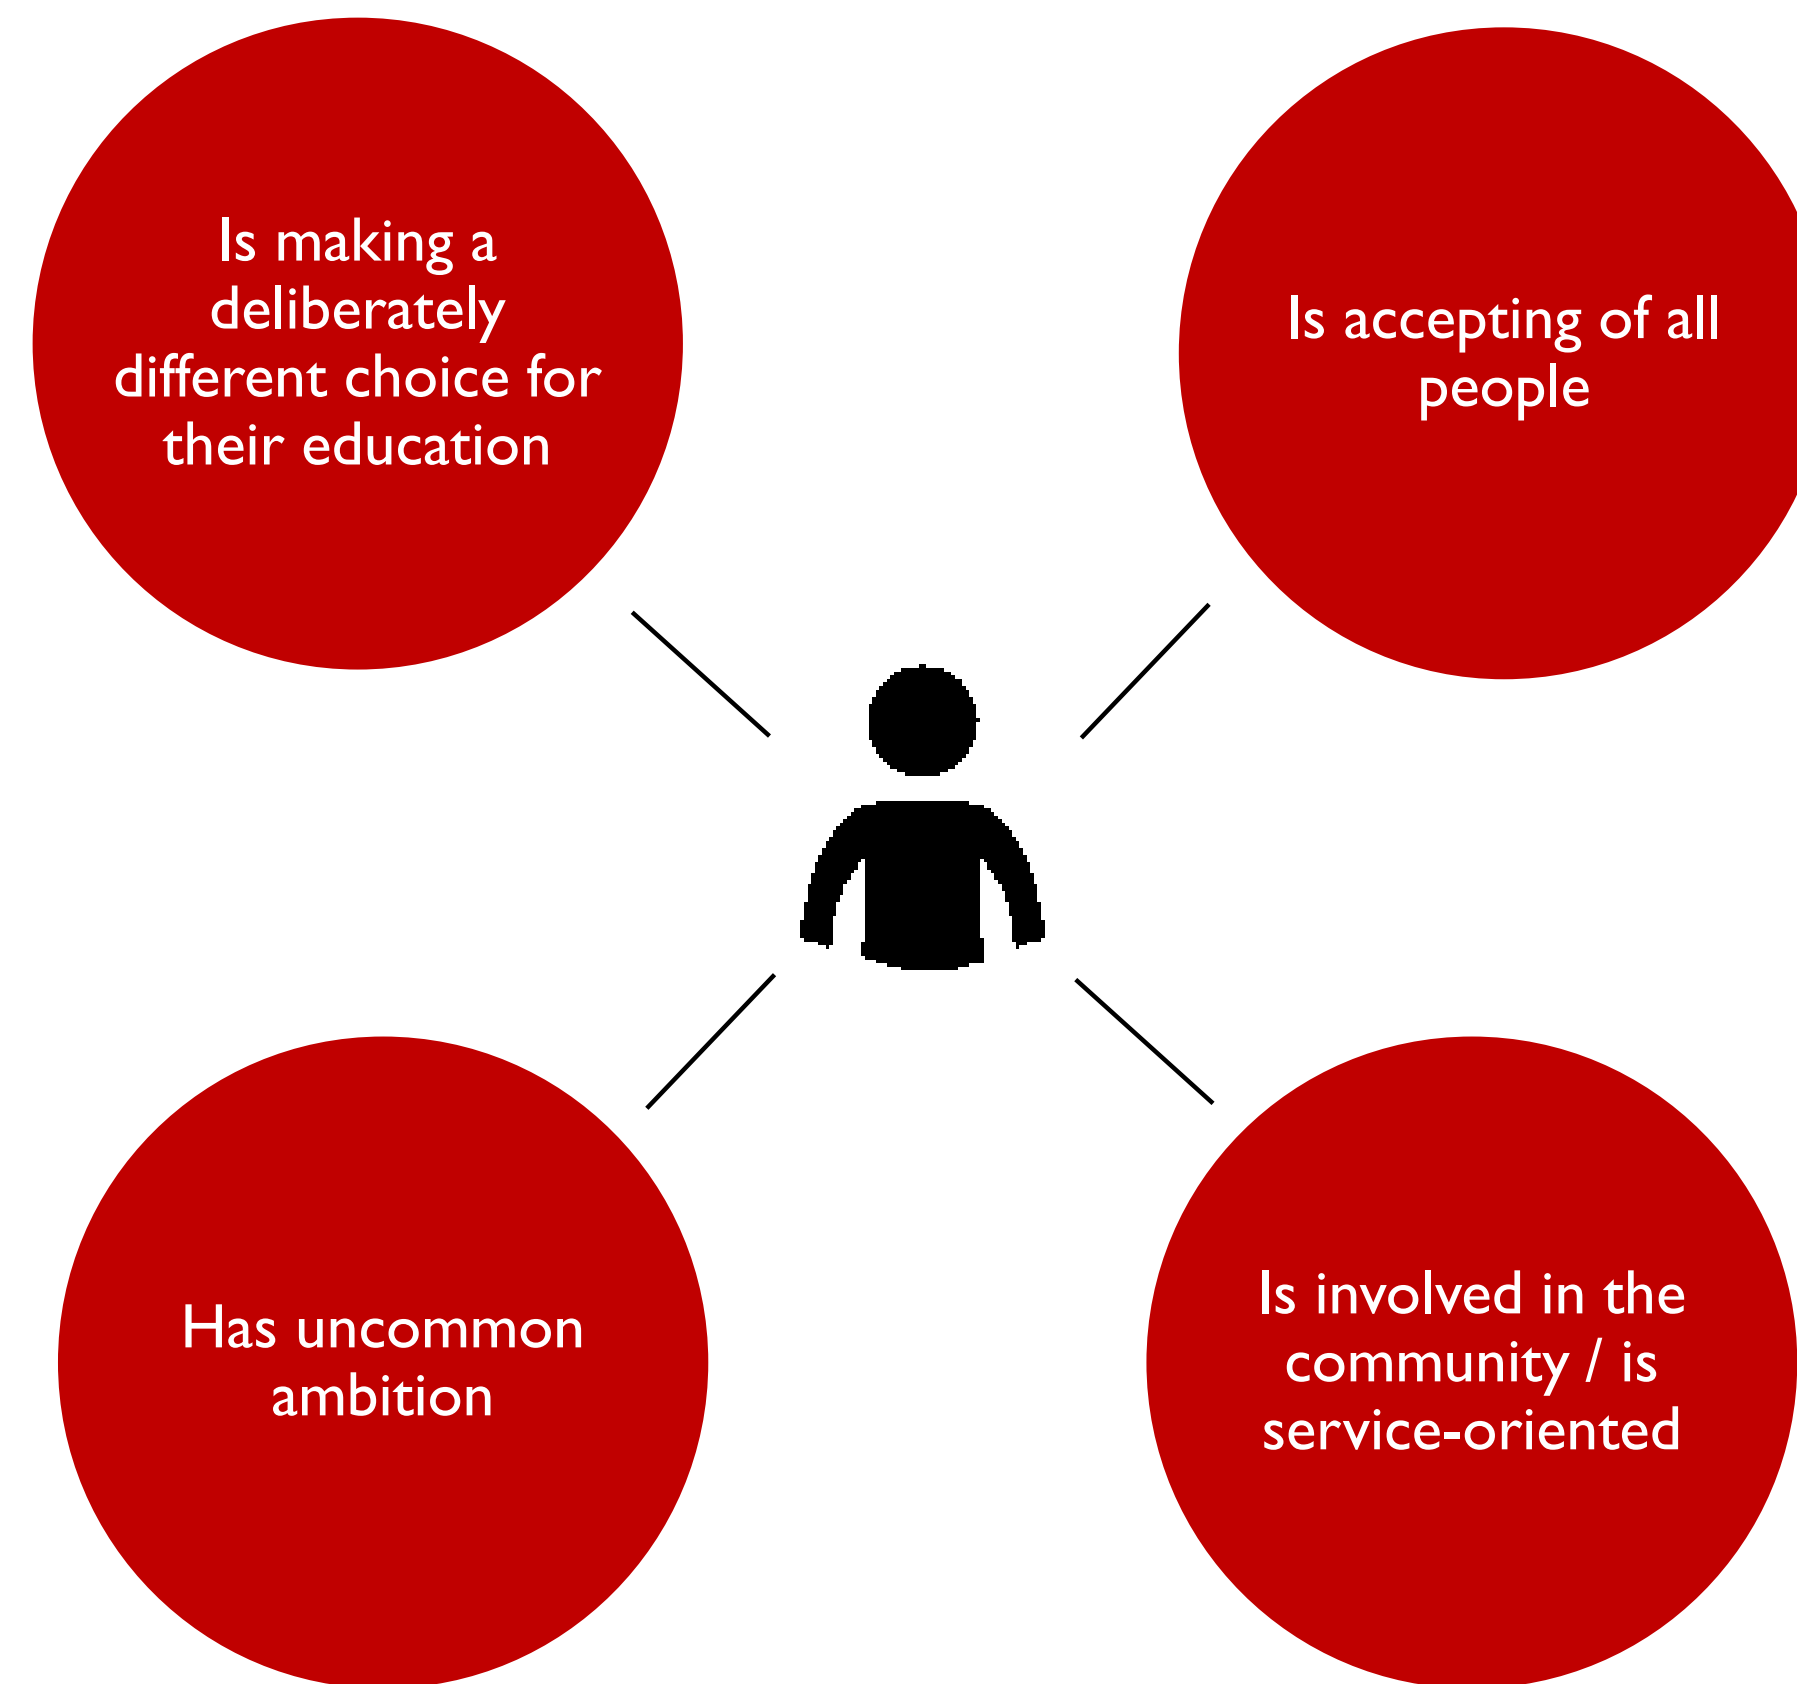 Is making a
deliberately
different choice for
their education
Is accepting of all
people
Has uncommon
ambition
Is involved in the
community / is
service-oriented